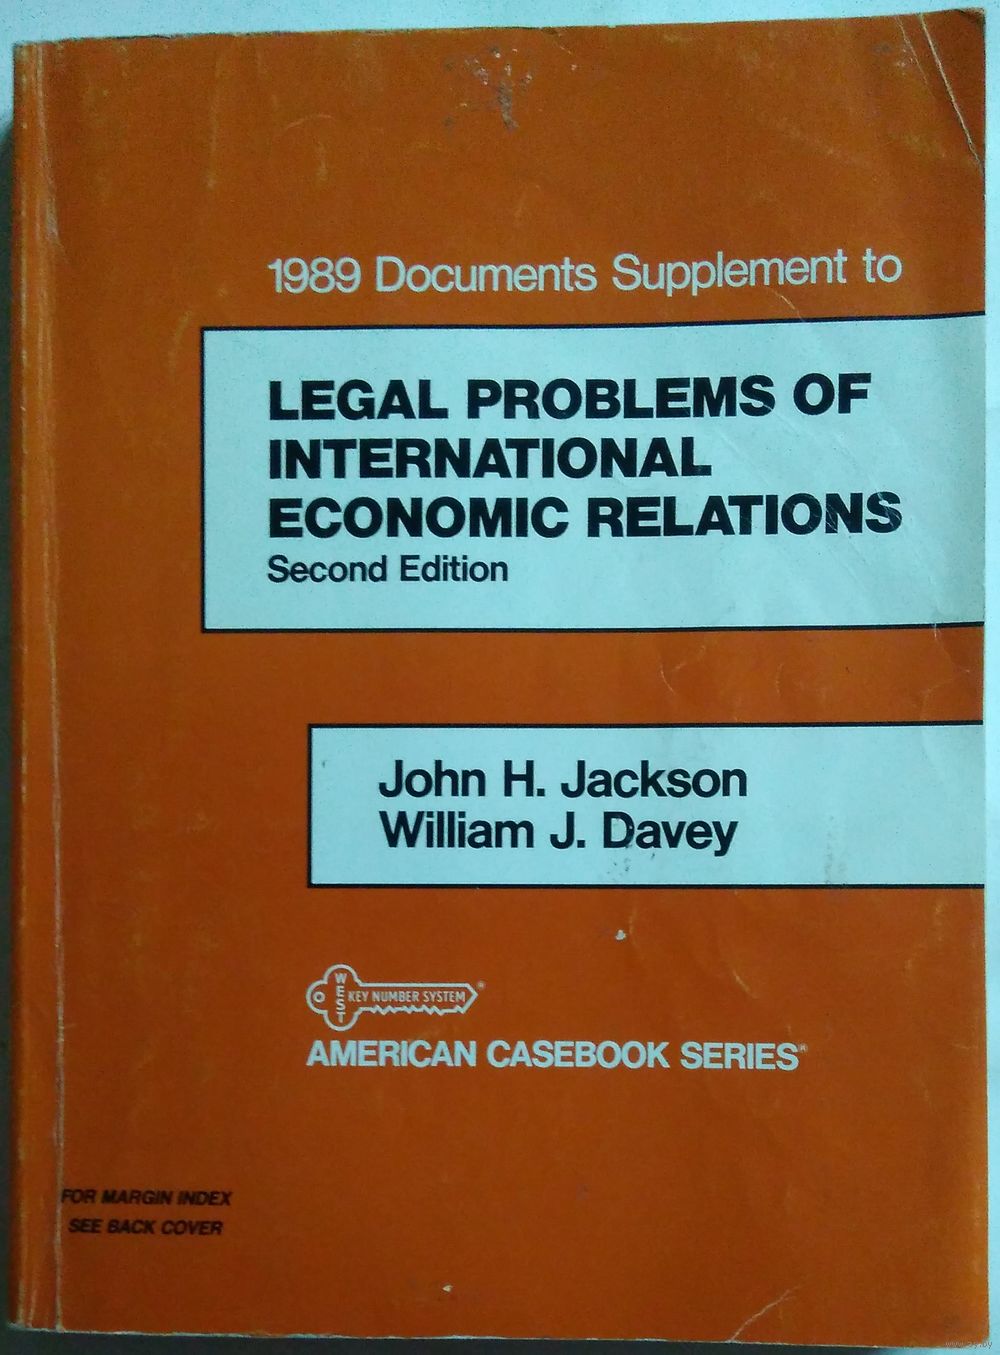 1989 Documents Supplement to
LEGAL PROBLEMS OF
INTERNATIONAL
ECONOMIC RELATIONS
Second Edition
John H. Jackson
William J. Davey
WEST
KEY NUMBER SYSTEM®
AMERICAN CASEBOOK SERIES®
FOR MARGIN INDEX
SEE BACK COVER